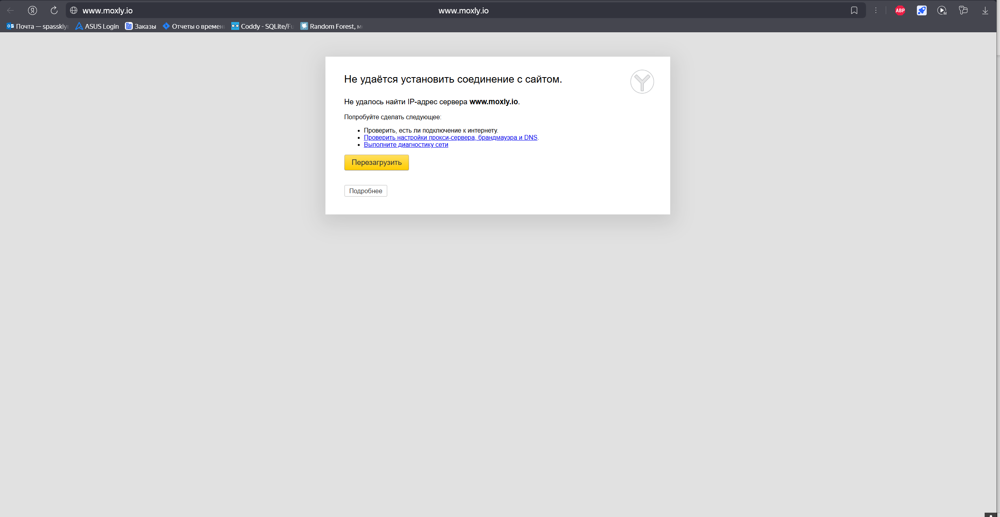 www.moxly.io
www.moxly.io
ABP
Почта — spasskiy
ASUS Login
Заказы
Отчеты о времен
Coddy - SQLite/Fu
Random Forest, м
Не удаётся установить соединение с сайтом.
Не удалось найти IP-адрес сервера www.moxly.io.
Попробуйте сделать следующее:
Проверить, есть ли подключение к интернету.
Проверить настройки прокси-сервера, брандмауэра и DNS.
Выполните диагностику сети
Перезагрузить
Подробнее